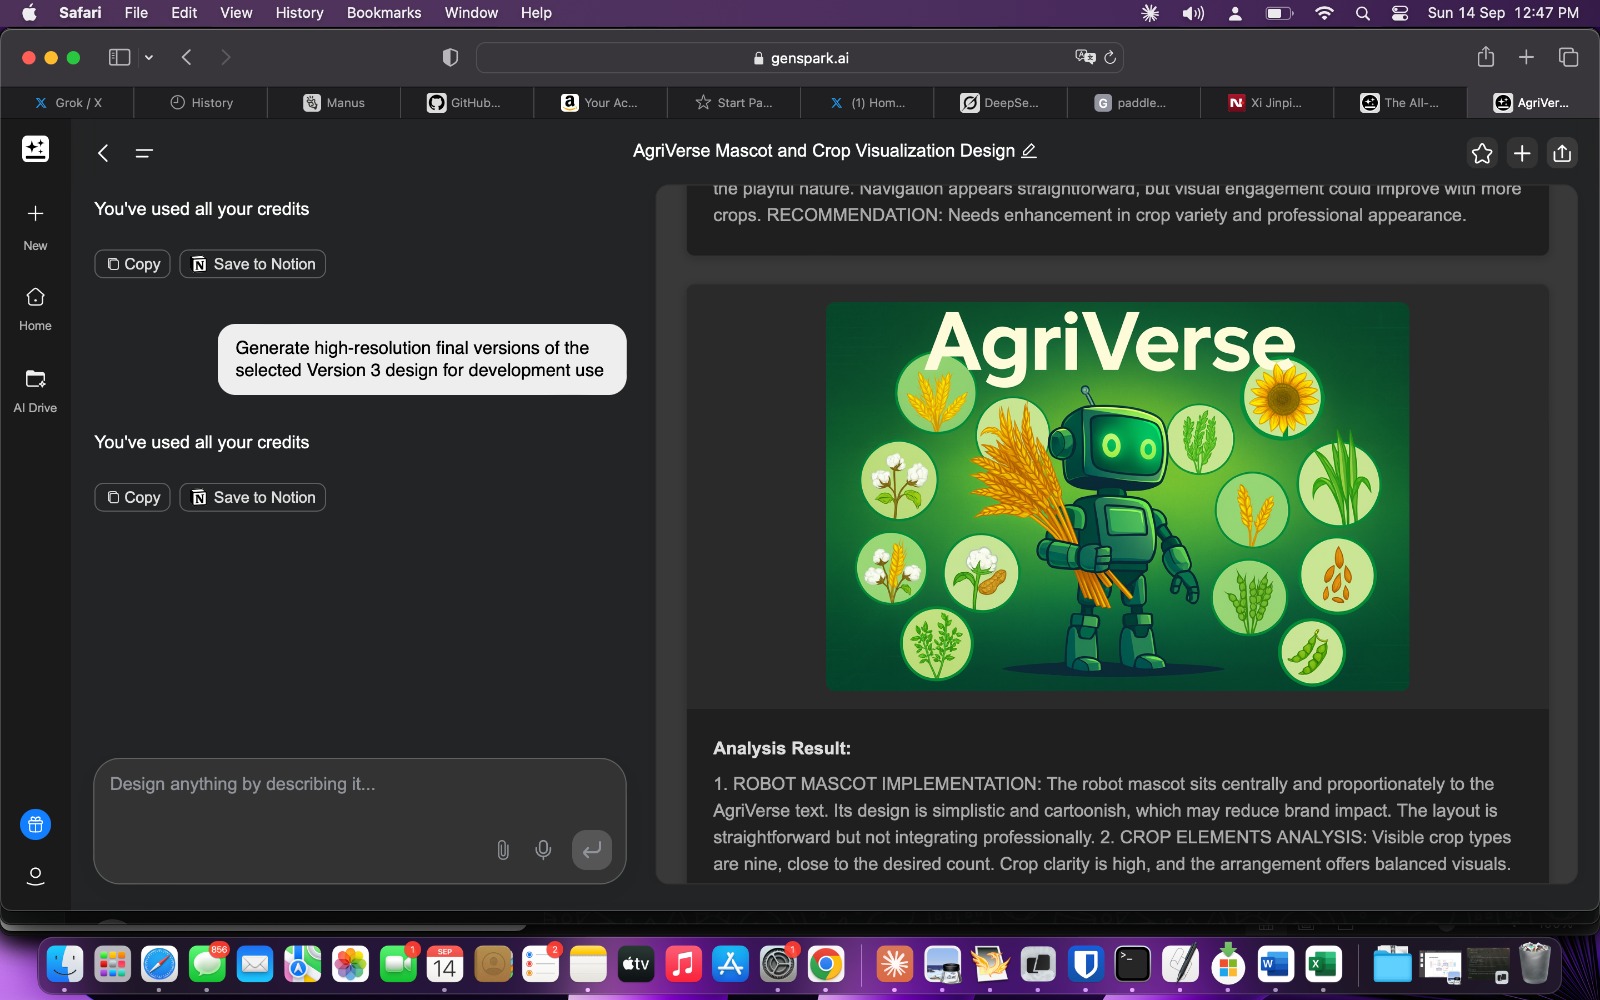 Safari File Edit View History Bookmarks Window Help Sun 14 Sep 12:47 PM
genspark.ai
Grok / X History Manus GitHub... Your Ac... Start Pa... (1) Hom... DeepSe... paddle... Xi Jinpi... The All-... AgriVer...
AgriVerse Mascot and Crop Visualization Design
New
Home
AI Drive
You've used all your credits
Copy Save to Notion
Generate high-resolution final versions of the
selected Version 3 design for development use
You've used all your credits
Copy Save to Notion
Design anything by describing it...
the playful nature. Navigation appears straightforward, but visual engagement could improve with more
crops. RECOMMENDATION: Needs enhancement in crop variety and professional appearance.
AgriVerse
Analysis Result:
1. ROBOT MASCOT IMPLEMENTATION: The robot mascot sits centrally and proportionately to the
AgriVerse text. Its design is simplistic and cartoonish, which may reduce brand impact. The layout is
straightforward but not integrating professionally. 2. CROP ELEMENTS ANALYSIS: Visible crop types
are nine, close to the desired count. Crop clarity is high, and the arrangement offers balanced visuals.
856
1
SEP
14
2
tv
1